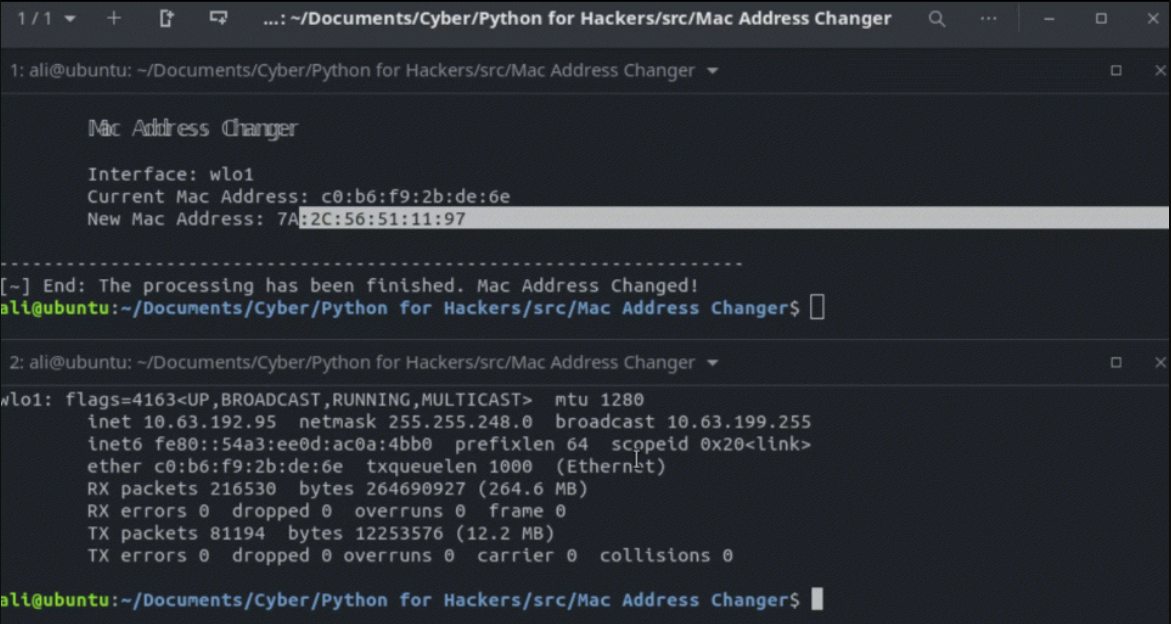 1 / 1
...: ~/Documents/Cyber/Python for Hackers/src/Mac Address Changer
1: ali@ubuntu: ~/Documents/Cyber/Python for Hackers/src/Mac Address Changer
Mac Address Changer
Interface: wlo1
Current Mac Address: c0:b6:f9:2b:de:6e
New Mac Address: 7A:2C:56:51:11:97
--------------------------------------------------------------------
[~] End: The processing has been finished. Mac Address Changed!
ali@ubuntu:~/Documents/Cyber/Python for Hackers/src/Mac Address Changer$
2: ali@ubuntu: ~/Documents/Cyber/Python for Hackers/src/Mac Address Changer
wlo1: flags=4163<UP,BROADCAST,RUNNING,MULTICAST>  mtu 1280
inet 10.63.192.95  netmask 255.255.248.0  broadcast 10.63.199.255
inet6 fe80::54a3:ee0d:ac0a:4bb0  prefixlen 64  scopeid 0x20<link>
ether c0:b6:f9:2b:de:6e  txqueuelen 1000  (Ethernet)
RX packets 216530  bytes 264690927 (264.6 MB)
RX errors 0  dropped 0  overruns 0  frame 0
TX packets 81194  bytes 12253576 (12.2 MB)
TX errors 0  dropped 0 overruns 0  carrier 0  collisions 0
ali@ubuntu:~/Documents/Cyber/Python for Hackers/src/Mac Address Changer$